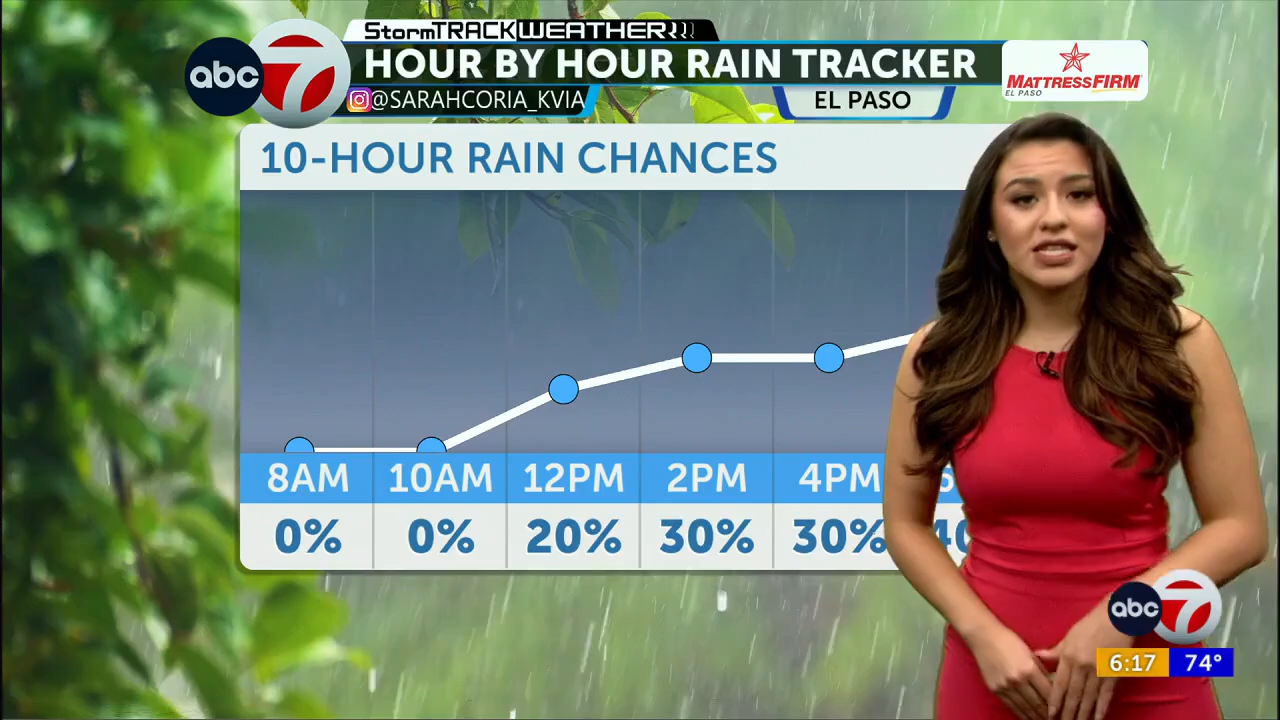 StormTRACKWEATHER
abc 7
HOUR BY HOUR RAIN TRACKER
MATTRESSFIRM
EL PASO
@SARAHCORIA_KVIA
EL PASO
10-HOUR RAIN CHANCES
8AM 10AM 12PM 2PM 4PM
0% 0% 20% 30% 30%
abc 7
6:17 74°